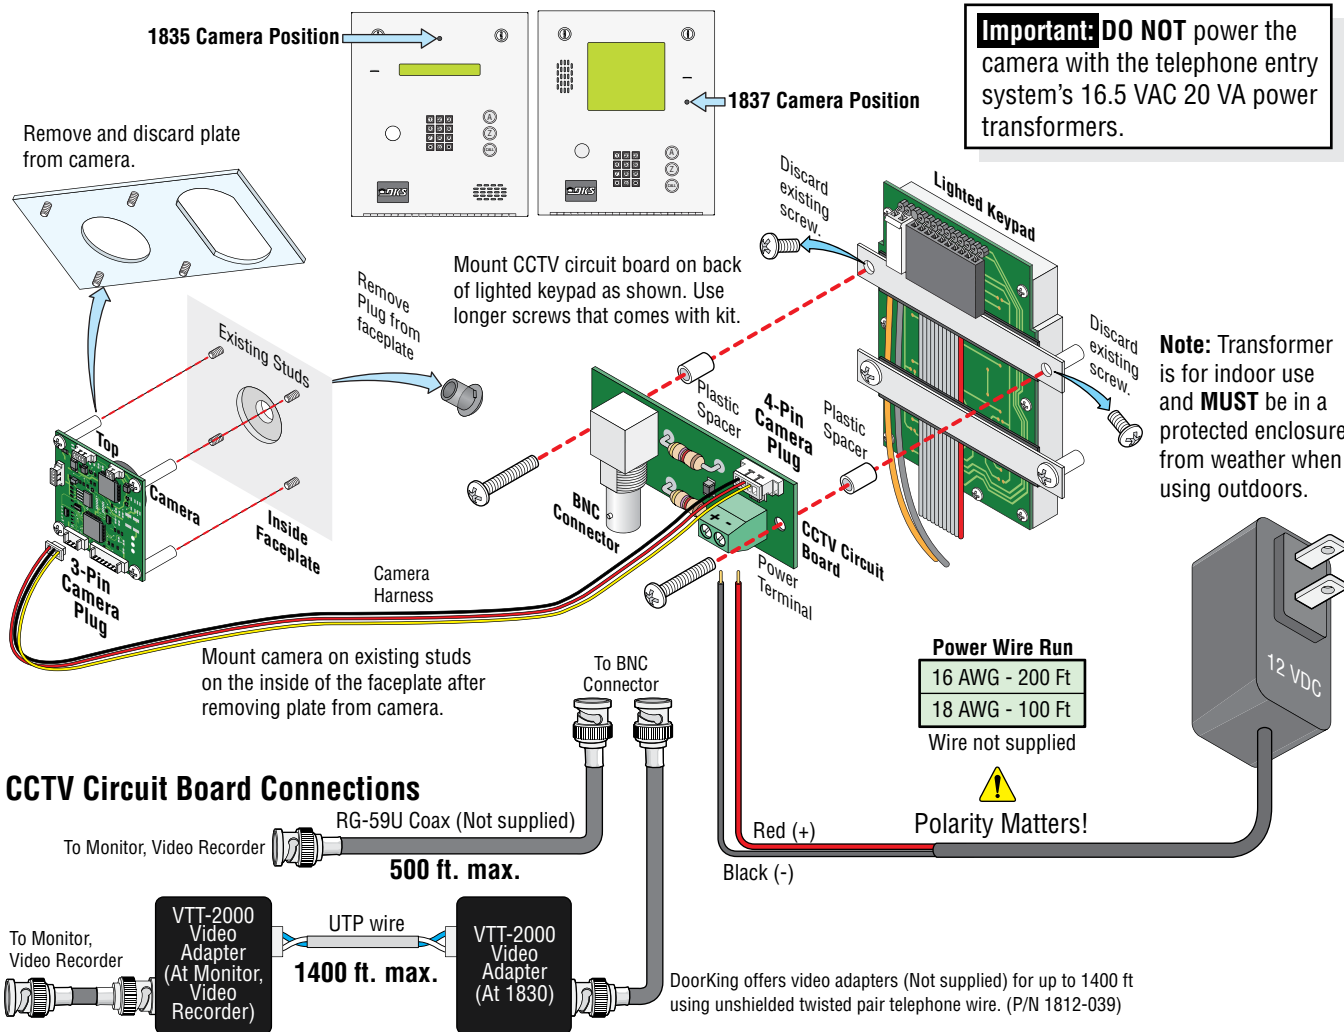 1835 Camera Position
1837 Camera Position
Important: DO NOT power the
camera with the telephone entry
system's 16.5 VAC 20 VA power
transformers.
Remove and discard plate
from camera.
DKS
DKS
A
Z
CALL
A
Z
CALL
Discard
existing
screw.
Lighted Keypad
Mount CCTV circuit board on back
of lighted keypad as shown. Use
longer screws that comes with kit.
Remove
Plug from
faceplate
Existing Studs
Discard
existing
screw.
Note: Transformer
is for indoor use
and MUST be in a
protected enclosure
from weather when
using outdoors.
Plastic
Spacer
4-Pin
Camera
Plug
Plastic
Spacer
Top
Camera
Inside
Faceplate
BNC
Connector
+ -
CCTV Circuit
Board
Power
Terminal
3-Pin
Camera
Plug
Camera
Harness
Mount camera on existing studs
on the inside of the faceplate after
removing plate from camera.
To BNC
Connector
Power Wire Run
16 AWG - 200 Ft
18 AWG - 100 Ft
Wire not supplied
12 VDC
!
Polarity Matters!
CCTV Circuit Board Connections
RG-59U Coax (Not supplied)
To Monitor, Video Recorder
500 ft. max.
Red (+)
Black (-)
To Monitor,
Video Recorder
VTT-2000
Video
Adapter
(At Monitor,
Video
Recorder)
UTP wire
1400 ft. max.
VTT-2000
Video
Adapter
(At 1830)
DoorKing offers video adapters (Not supplied) for up to 1400 ft
using unshielded twisted pair telephone wire. (P/N 1812-039)